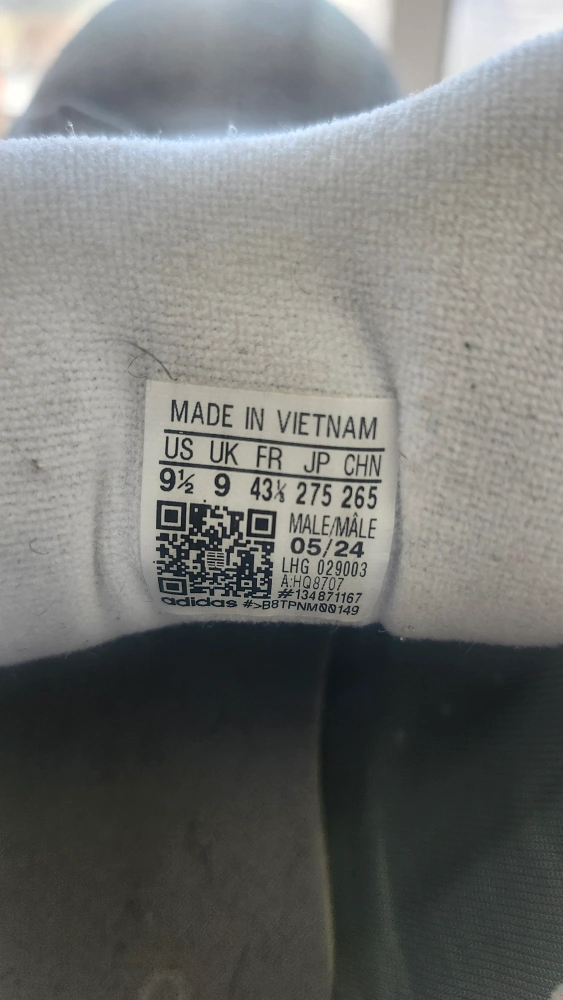 MADE IN VIETNAM
US UK FR JP CHN
9½ 9 43⅓ 275 265
MALE/MÂLE
05/24
LHG 029003
A:HQ8707
#134871167
adidas #>B8TPNM00149